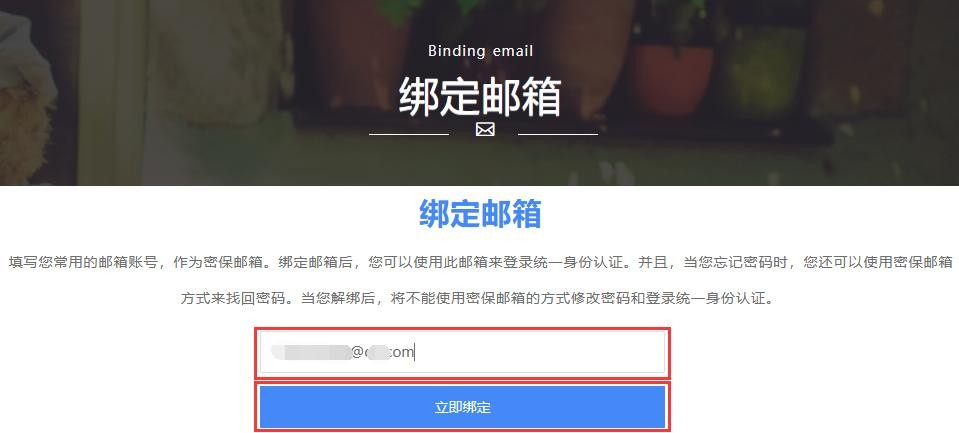 Binding email
绑定邮箱
绑定邮箱
填写您常用的邮箱账号，作为密保邮箱。绑定邮箱后，您可以使用此邮箱来登录统一身份认证。并且，当您忘记密码时，您还可以使用密保邮箱
方式来找回密码。当您解绑后，将不能使用密保邮箱的方式修改密码和登录统一身份认证。
@ .com
立即绑定